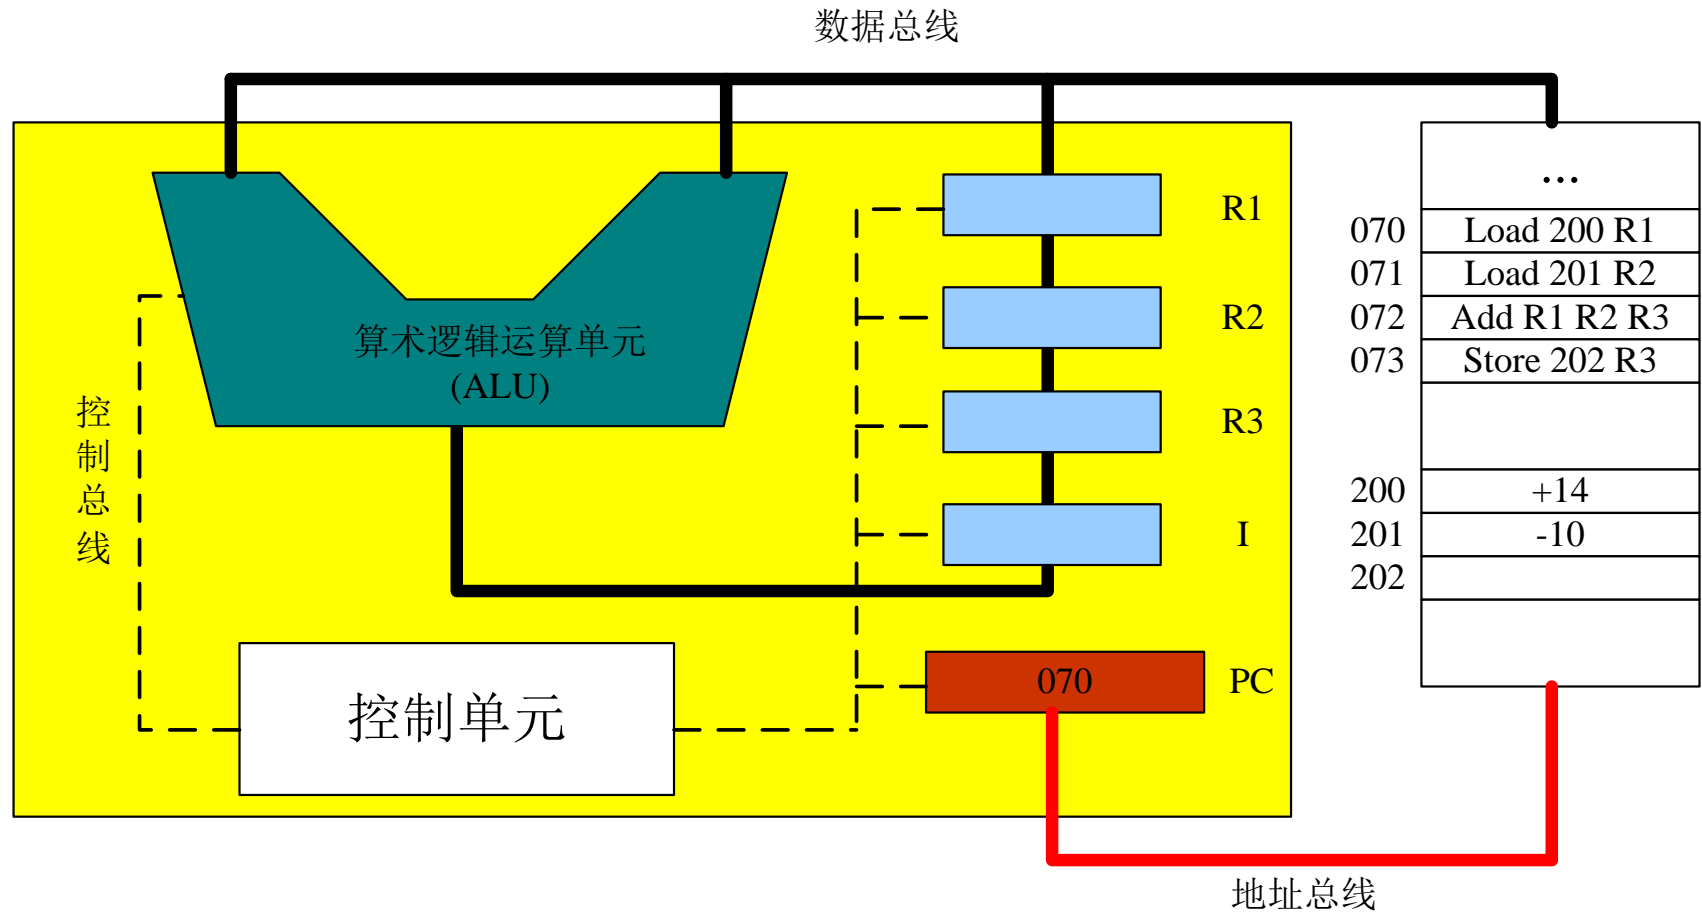 数据总线
算术逻辑运算单元
(ALU)
控制总线
控制单元
R1
R2
R3
I
070 PC
...
070 Load 200 R1
071 Load 201 R2
072 Add R1 R2 R3
073 Store 202 R3
200 +14
201 -10
202
地址总线